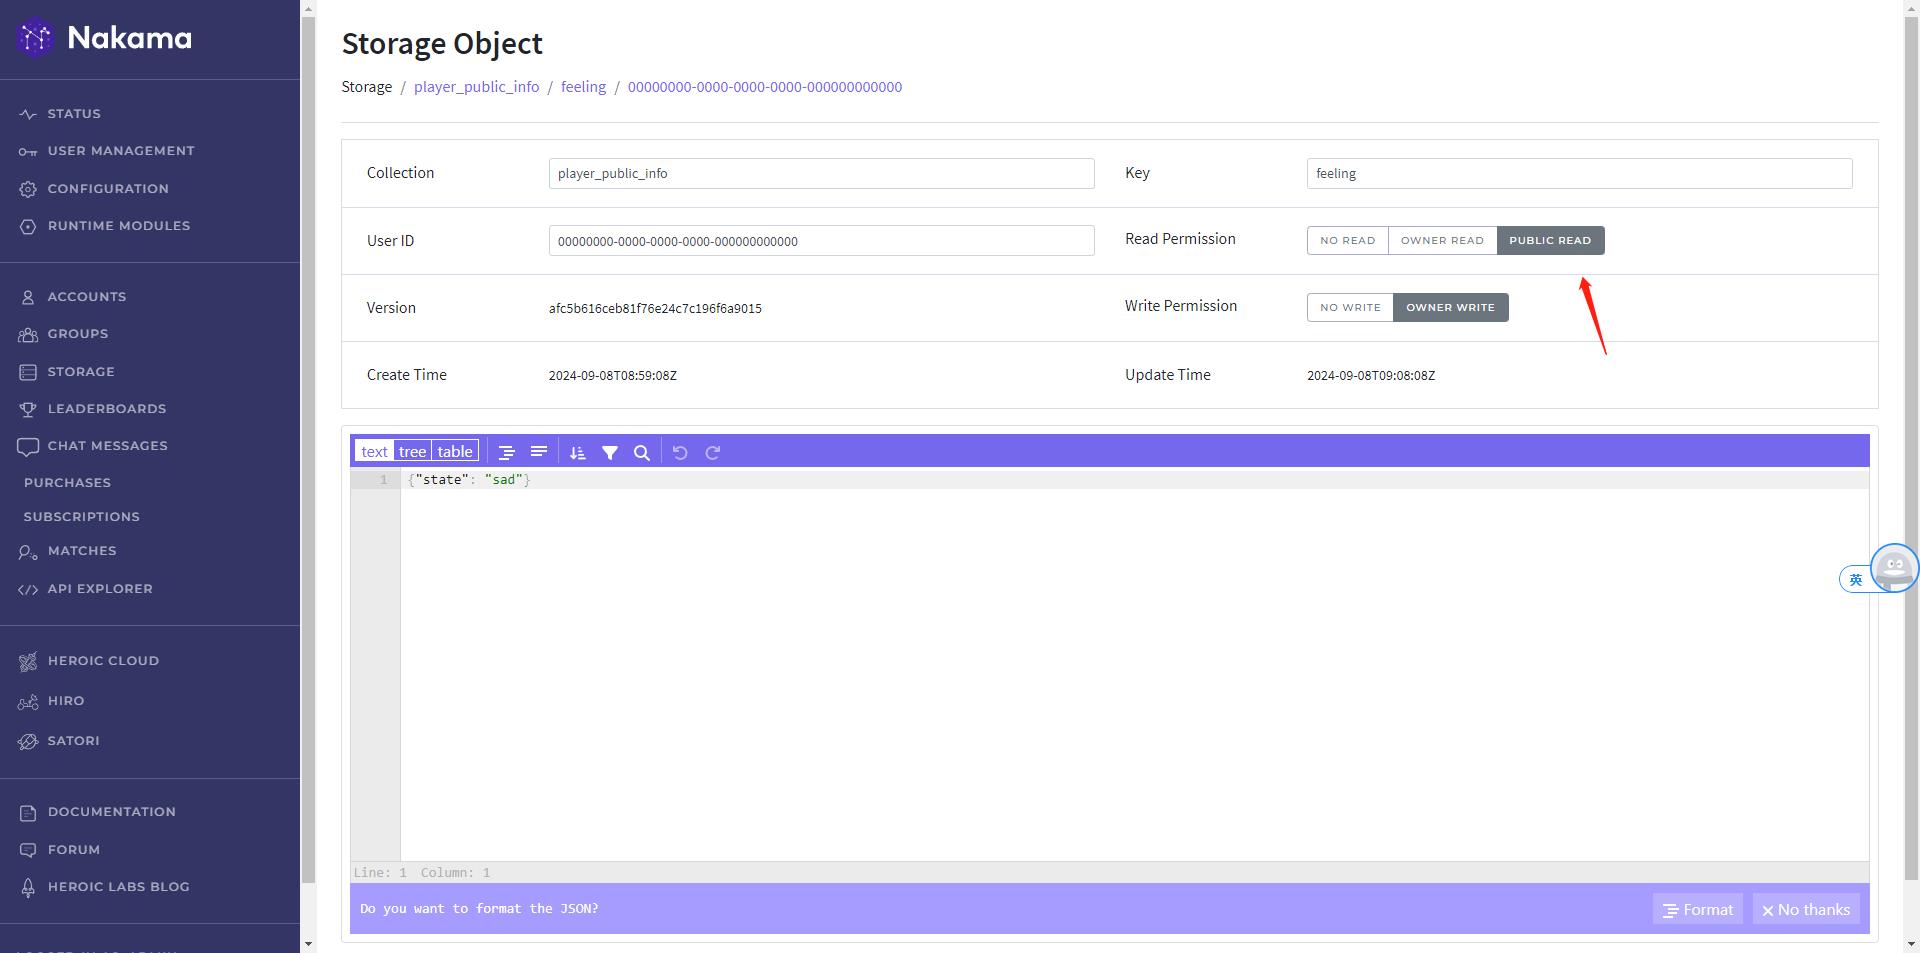 Nakama
STATUS
USER MANAGEMENT
CONFIGURATION
RUNTIME MODULES
ACCOUNTS
GROUPS
STORAGE
LEADERBOARDS
CHAT MESSAGES
PURCHASES
SUBSCRIPTIONS
MATCHES
API EXPLORER
HEROIC CLOUD
HIRO
SATORI
DOCUMENTATION
FORUM
HEROIC LABS BLOG
Storage Object
Storage / player_public_info / feeling / 00000000-0000-0000-0000-000000000000
Collection player_public_info Key feeling
User ID 00000000-0000-0000-0000-000000000000 Read Permission NO READ OWNER READ PUBLIC READ
Version afc5b616ceb81f76e24c7c196f6a9015 Write Permission NO WRITE OWNER WRITE
Create Time 2024-09-08T08:59:08Z Update Time 2024-09-08T09:08:08Z
text tree table
1 {"state": "sad"}
英
Line: 1 Column: 1
Do you want to format the JSON? Format No thanks